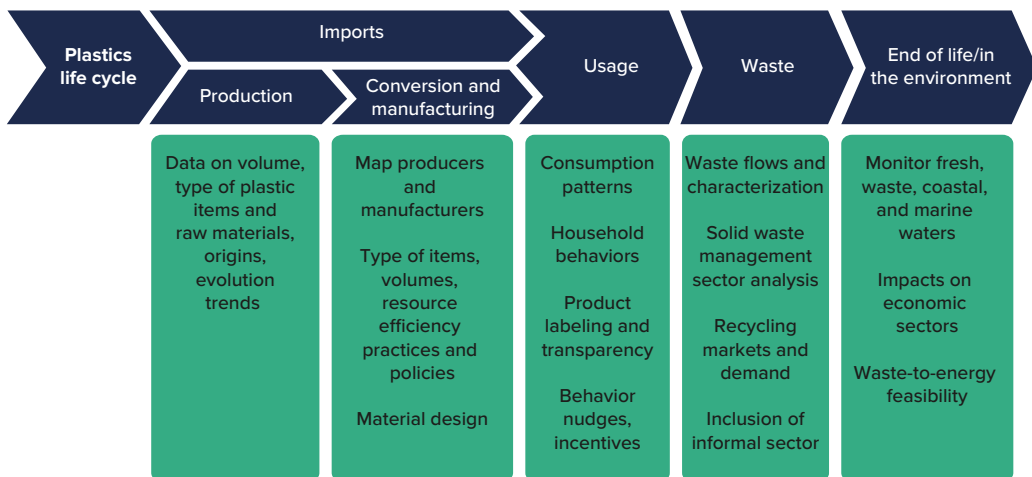 Plastics
life cycle
Imports
Production
Conversion and
manufacturing
Usage
Waste
End of life/in
the environment
Data on volume,
type of plastic
items and
raw materials,
origins,
evolution
trends
Map producers
and
manufacturers
Type of items,
volumes,
resource
efficiency
practices and
policies
Material design
Consumption
patterns
Household
behaviors
Product
labeling and
transparency
Behavior
nudges,
incentives
Waste flows and
characterization
Solid waste
management
sector analysis
Recycling
markets and
demand
Inclusion of
informal sector
Monitor fresh,
waste, coastal,
and marine
waters
Impacts on
economic
sectors
Waste-to-energy
feasibility